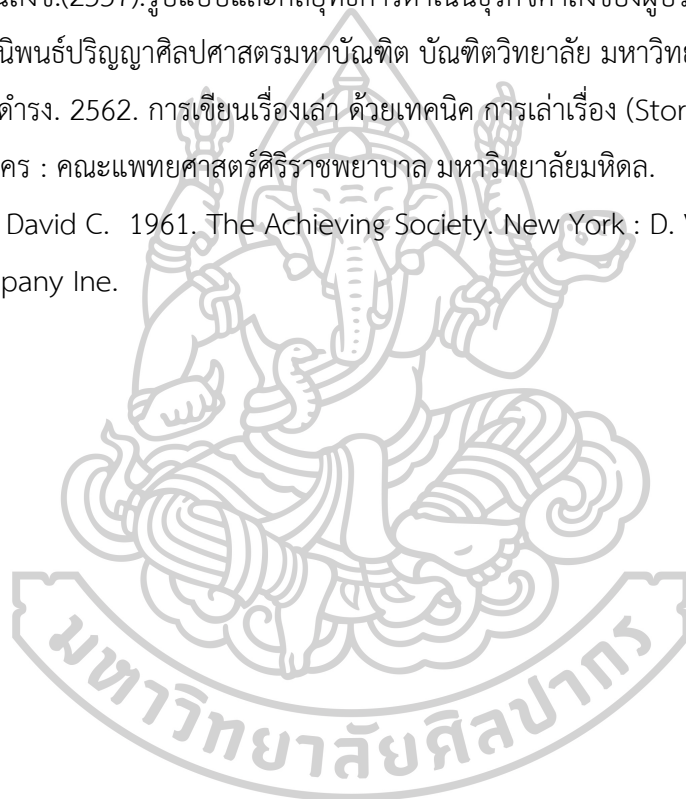 นิพนธ์ปริญญาศิลปศาสตรมหาบัณฑิต บัณฑิตวิทยาลัย
ดำรง. 2562. การเขียนเรื่องเล่า ด้วยเทคนิค การเล่าเรื่อง (Stor
คร : คณะแพทยศาสตร์ศิริราชพยาบาล มหาวิทยาลัยมหิดล.
David C. 1961. The Achieving Society. New York : D.
pany Ine.
มหาวิทยาลัยศิลปากร